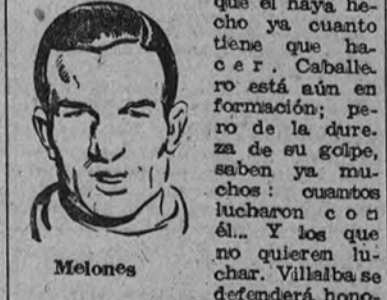 que él haya he-
cho ya cuanto
tiene que ha-
cer. Caballe-
ro está aún en
formación; pe-
ro de la dure-
za de su golpe,
saben ya mu-
chos: cuantos
lucharon con
él... Y los que
no quieren lu-
char. Villalba se
defenderá hono-
Melones